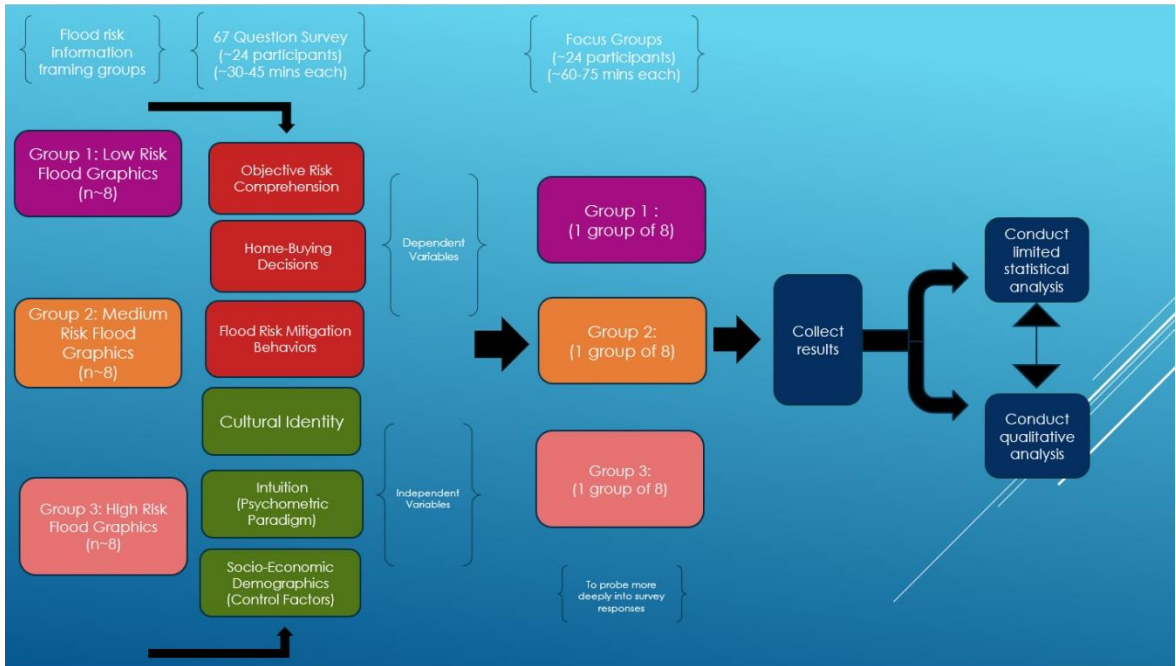 Flood risk
information
framing groups
67 Question Survey
(~24 participants)
(~30-45 mins each)
Focus Groups
(~24 participants)
(~60-75 mins each)
Group 1: Low Risk
Flood Graphics
(n~8)
Group 2: Medium
Risk Flood
Graphics
(n~8)
Group 3: High Risk
Flood Graphics
(n~8)
Objective Risk
Comprehension
Home-Buying
Decisions
Flood Risk Mitigation
Behaviors
Cultural Identity
Intuition
(Psychometric
Paradigm)
Socio-Economic
Demographics
(Control Factors)
Dependent
Variables
Independent
Variables
Group 1 :
(1 group of 8)
Group 2:
(1 group of 8)
Group 3:
(1 group of 8)
To probe more
deeply into survey
responses
Collect
results
Conduct
limited
statistical
analysis
Conduct
qualitative
analysis